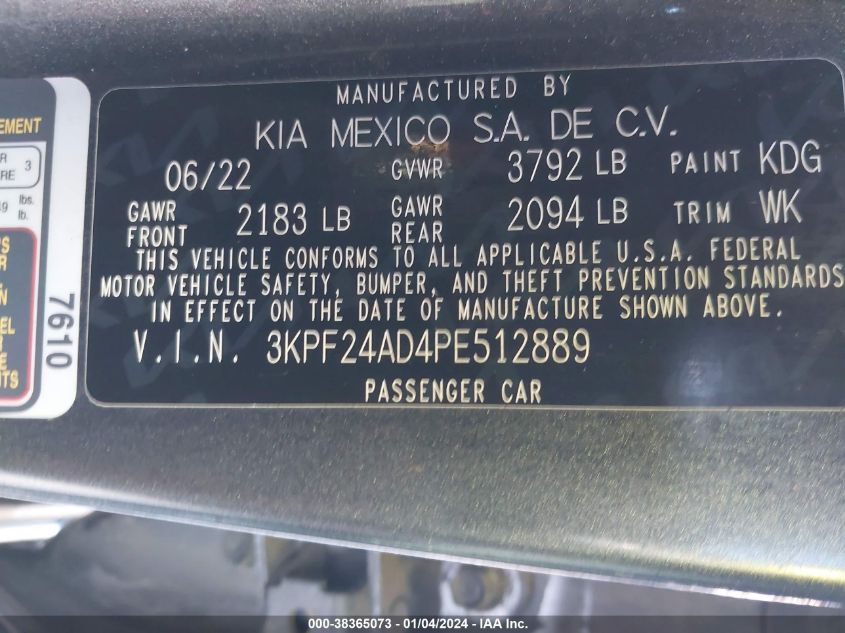 MANUFACTURED BY
KIA MEXICO S.A. DE C.V.
06/22 GVWR 3792 LB PAINT KDG
GAWR FRONT 2183 LB GAWR REAR 2094 LB TRIM WK
THIS VEHICLE CONFORMS TO ALL APPLICABLE U.S.A. FEDERAL
MOTOR VEHICLE SAFETY, BUMPER, AND THEFT PREVENTION STANDARDS
IN EFFECT ON THE DATE OF MANUFACTURE SHOWN ABOVE.
V.I.N. 3KPF24AD4PE512889
PASSENGER CAR
7610
3
lbs.
lb.
000-38365073 - 01/04/2024 - IAA Inc.